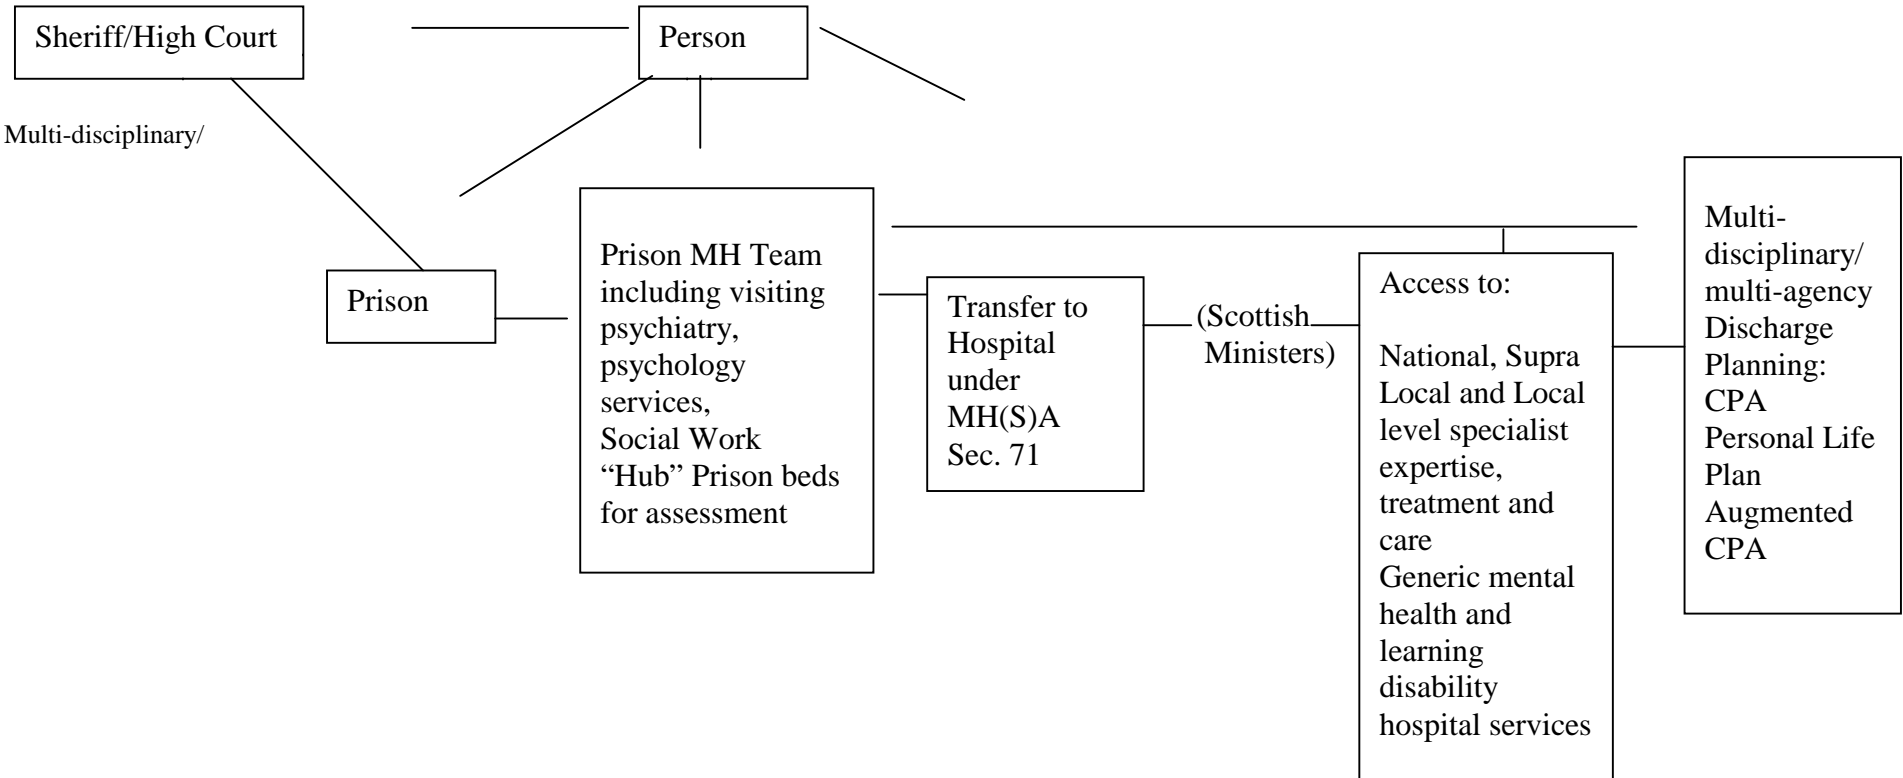 Sheriff/High Court
Person
Multi-disciplinary/
Prison
Prison MH Team
including visiting
psychiatry,
psychology
services,
Social Work
“Hub” Prison beds
for assessment
Transfer to
Hospital
under
MH(S)A
Sec. 71
(Scottish
Ministers)
Access to:
National, Supra
Local and Local
level specialist
expertise,
treatment and
care
Generic mental
health and
learning
disability
hospital services
Multi-
disciplinary/
multi-agency
Discharge
Planning:
CPA
Personal Life
Plan
Augmented
CPA